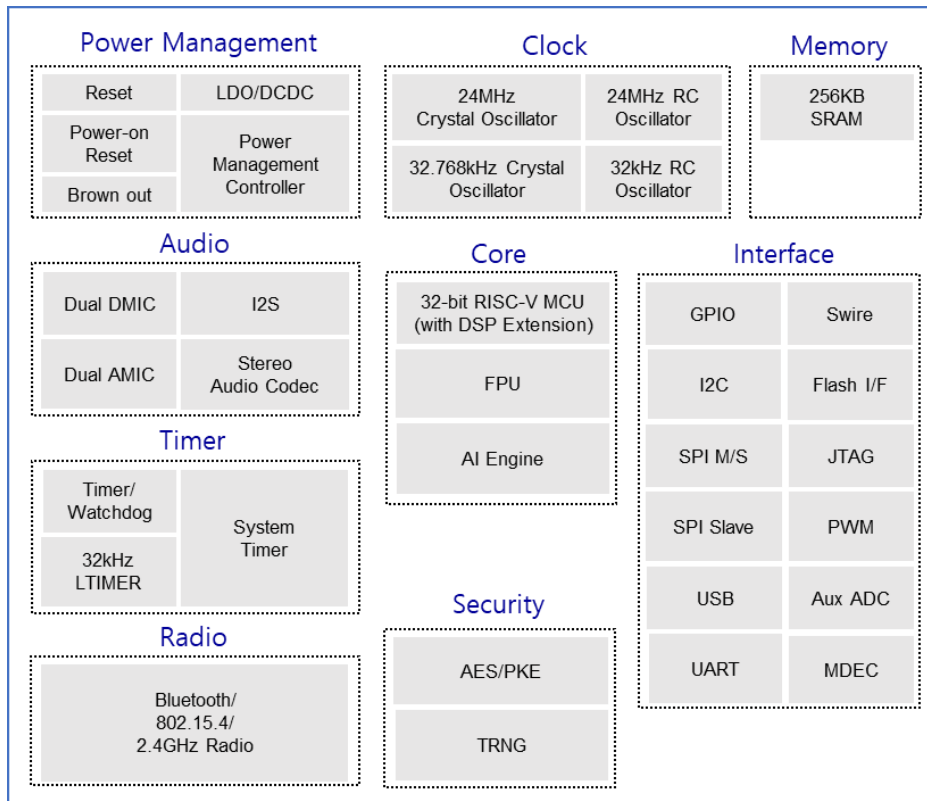 Power Management
Reset
LDO/DCDC
Power-on
Reset
Power
Management
Controller
Brown out
Clock
24MHz
Crystal Oscillator
24MHz RC
Oscillator
32.768kHz Crystal
Oscillator
32kHz RC
Oscillator
Memory
256KB
SRAM
Audio
Dual DMIC
I2S
Dual AMIC
Stereo
Audio Codec
Core
32-bit RISC-V MCU
(with DSP Extension)
FPU
AI Engine
Interface
GPIO
Swire
I2C
Flash I/F
SPI M/S
JTAG
SPI Slave
PWM
USB
Aux ADC
UART
MDEC
Timer
Timer/
Watchdog
System
Timer
32kHz
LTIMER
Radio
Bluetooth/
802.15.4/
2.4GHz Radio
Security
AES/PKE
TRNG